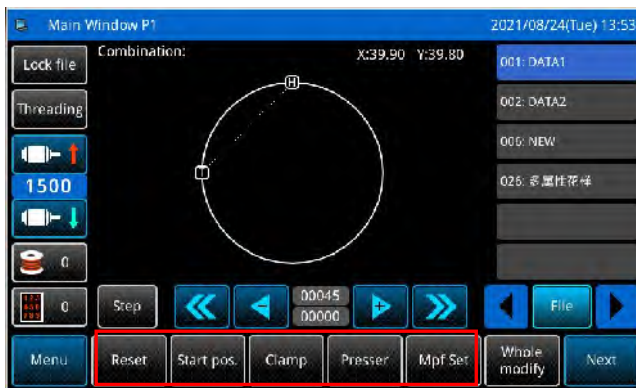 Main Window P1
2021/08/24(Tue) 13:53
Lock file
Combination:
X:39.90 Y:39.80
001: DATA1
Threading
H
002: DATA2
006: NEW
T
1500
026: 多属性花样
0
0
Step
00045
00000
File
Menu
Reset
Start pos.
Clamp
Presser
Mpf Set
Whole
modify
Next